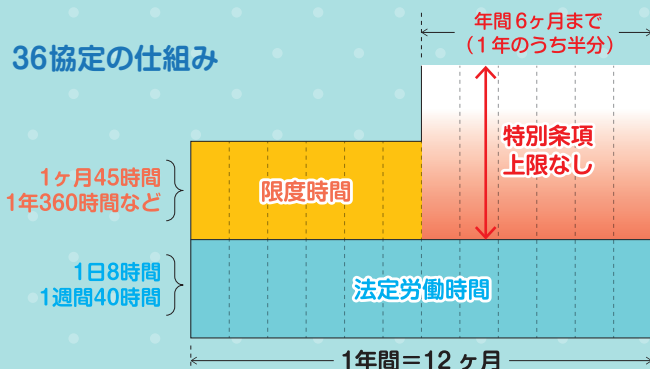 36協定の仕組み
年間6ヶ月まで
（1年のうち半分）
特別条項
上限なし
1ヶ月45時間
1年360時間など
限度時間
1日8時間
1週間40時間
法定労働時間
1年間＝12ヶ月